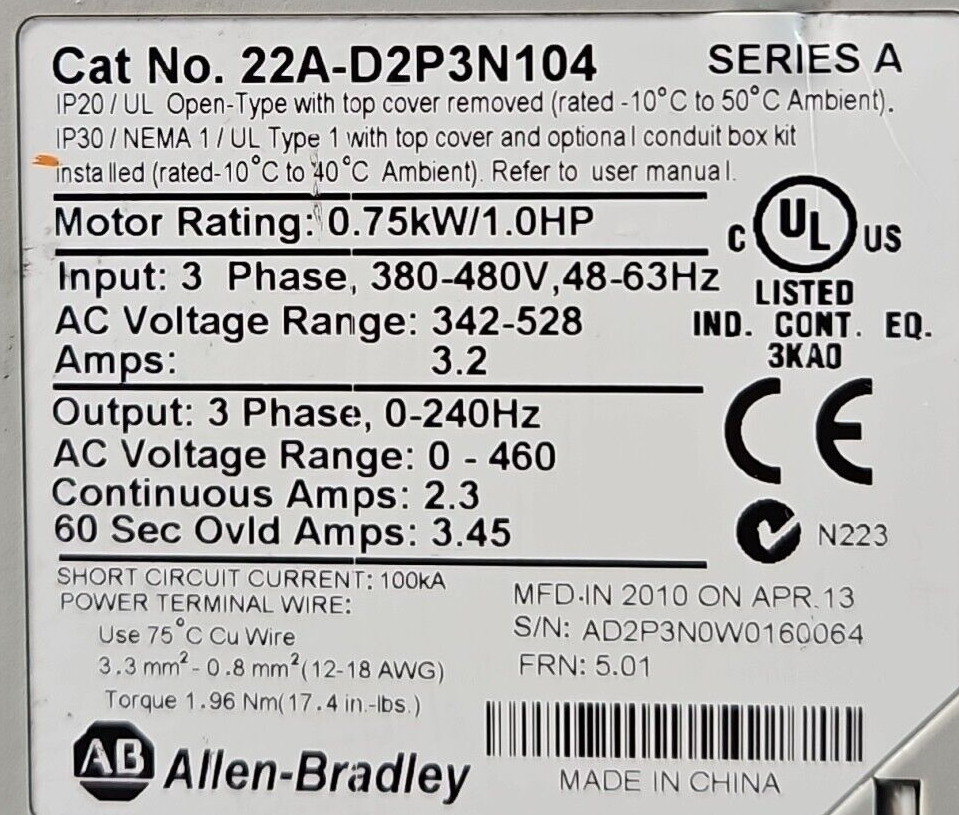 Cat No. 22A-D2P3N104 SERIES A
IP20 / UL Open-Type with top cover removed (rated -10°C to 50°C Ambient).
IP30 / NEMA 1 / UL Type 1 with top cover and optional conduit box kit
installed (rated-10°C to 40°C Ambient). Refer to user manual.
Motor Rating: 0.75kW/1.0HP
C UL US
Input: 3 Phase, 380-480V,48-63Hz
LISTED
AC Voltage Range: 342-528
IND. CONT. EQ.
Amps: 3.2
3KA0
Output: 3 Phase, 0-240Hz
CE
AC Voltage Range: 0 - 460
Continuous Amps: 2.3
60 Sec Ovld Amps: 3.45
N223
SHORT CIRCUIT CURRENT: 100kA
POWER TERMINAL WIRE:
Use 75°C Cu Wire
3.3 mm² - 0.8 mm² (12-18 AWG)
Torque 1.96 Nm(17.4 in.-lbs.)
MFD.IN 2010 ON APR.13
S/N: AD2P3N0W0160064
FRN: 5.01
AB Allen-Bradley
MADE IN CHINA